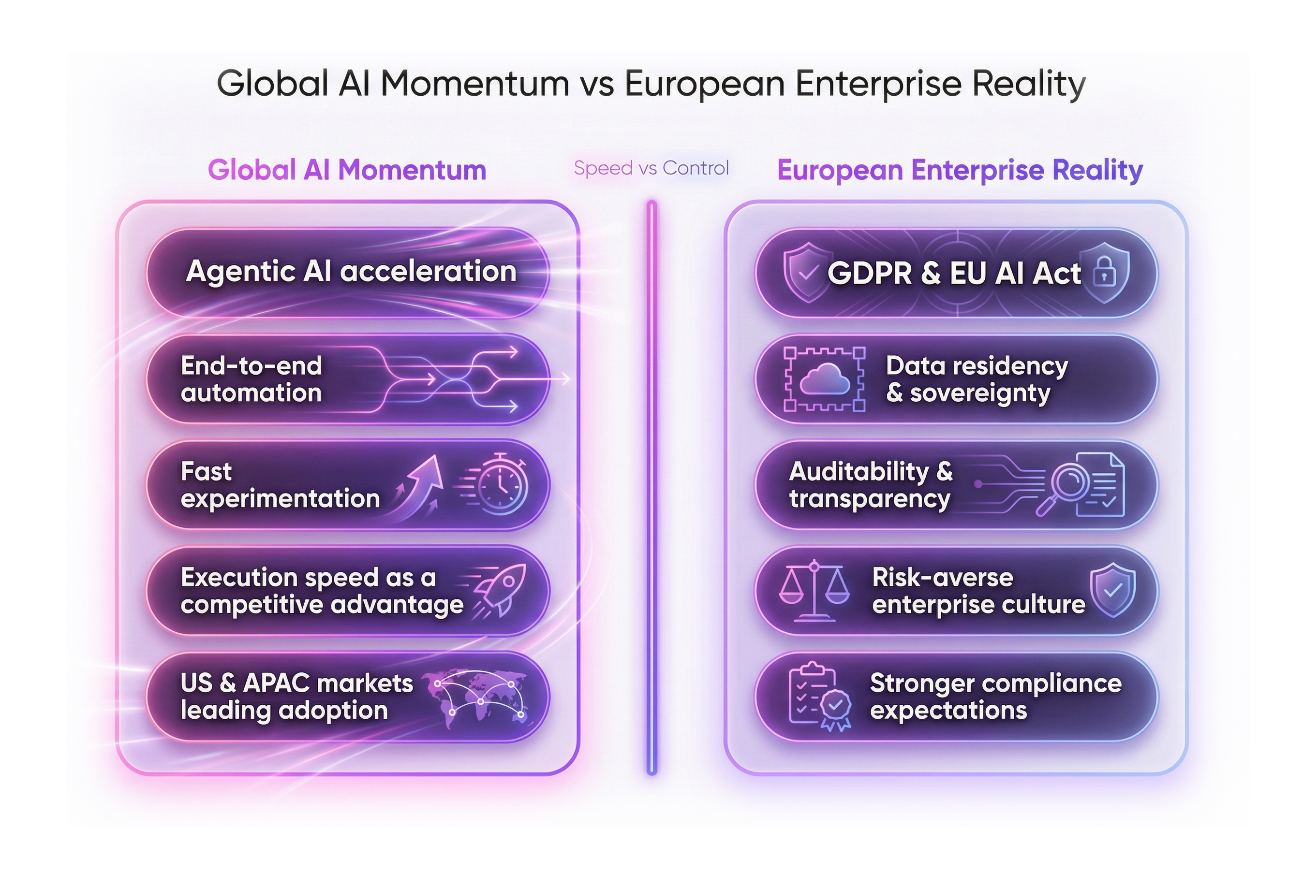 Global AI Momentum vs European Enterprise Reality
Global AI Momentum
Speed vs Control
European Enterprise Reality
Agentic AI acceleration
End-to-end
automation
Fast
experimentation
Execution speed as a
competitive advantage
US & APAC markets
leading adoption
GDPR & EU AI Act
Data residency
& sovereignty
Auditability &
transparency
Risk-averse
enterprise culture
Stronger compliance
expectations